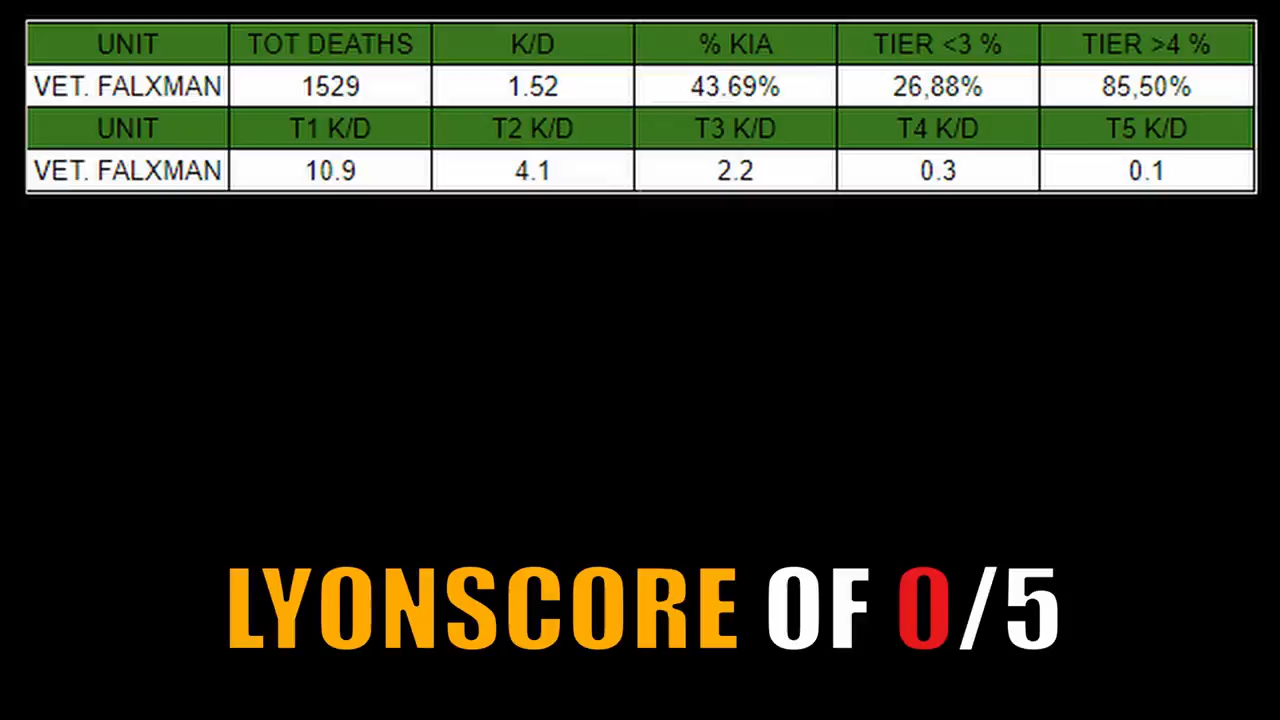 UNIT TOT DEATHS K/D % KIA TIER <3 % TIER >4 %
VET. FALXMAN 1529 1.52 43.69% 26,88% 85,50%
UNIT T1 K/D T2 K/D T3 K/D T4 K/D T5 K/D
VET. FALXMAN 10.9 4.1 2.2 0.3 0.1
LYONSCORE OF 0/5